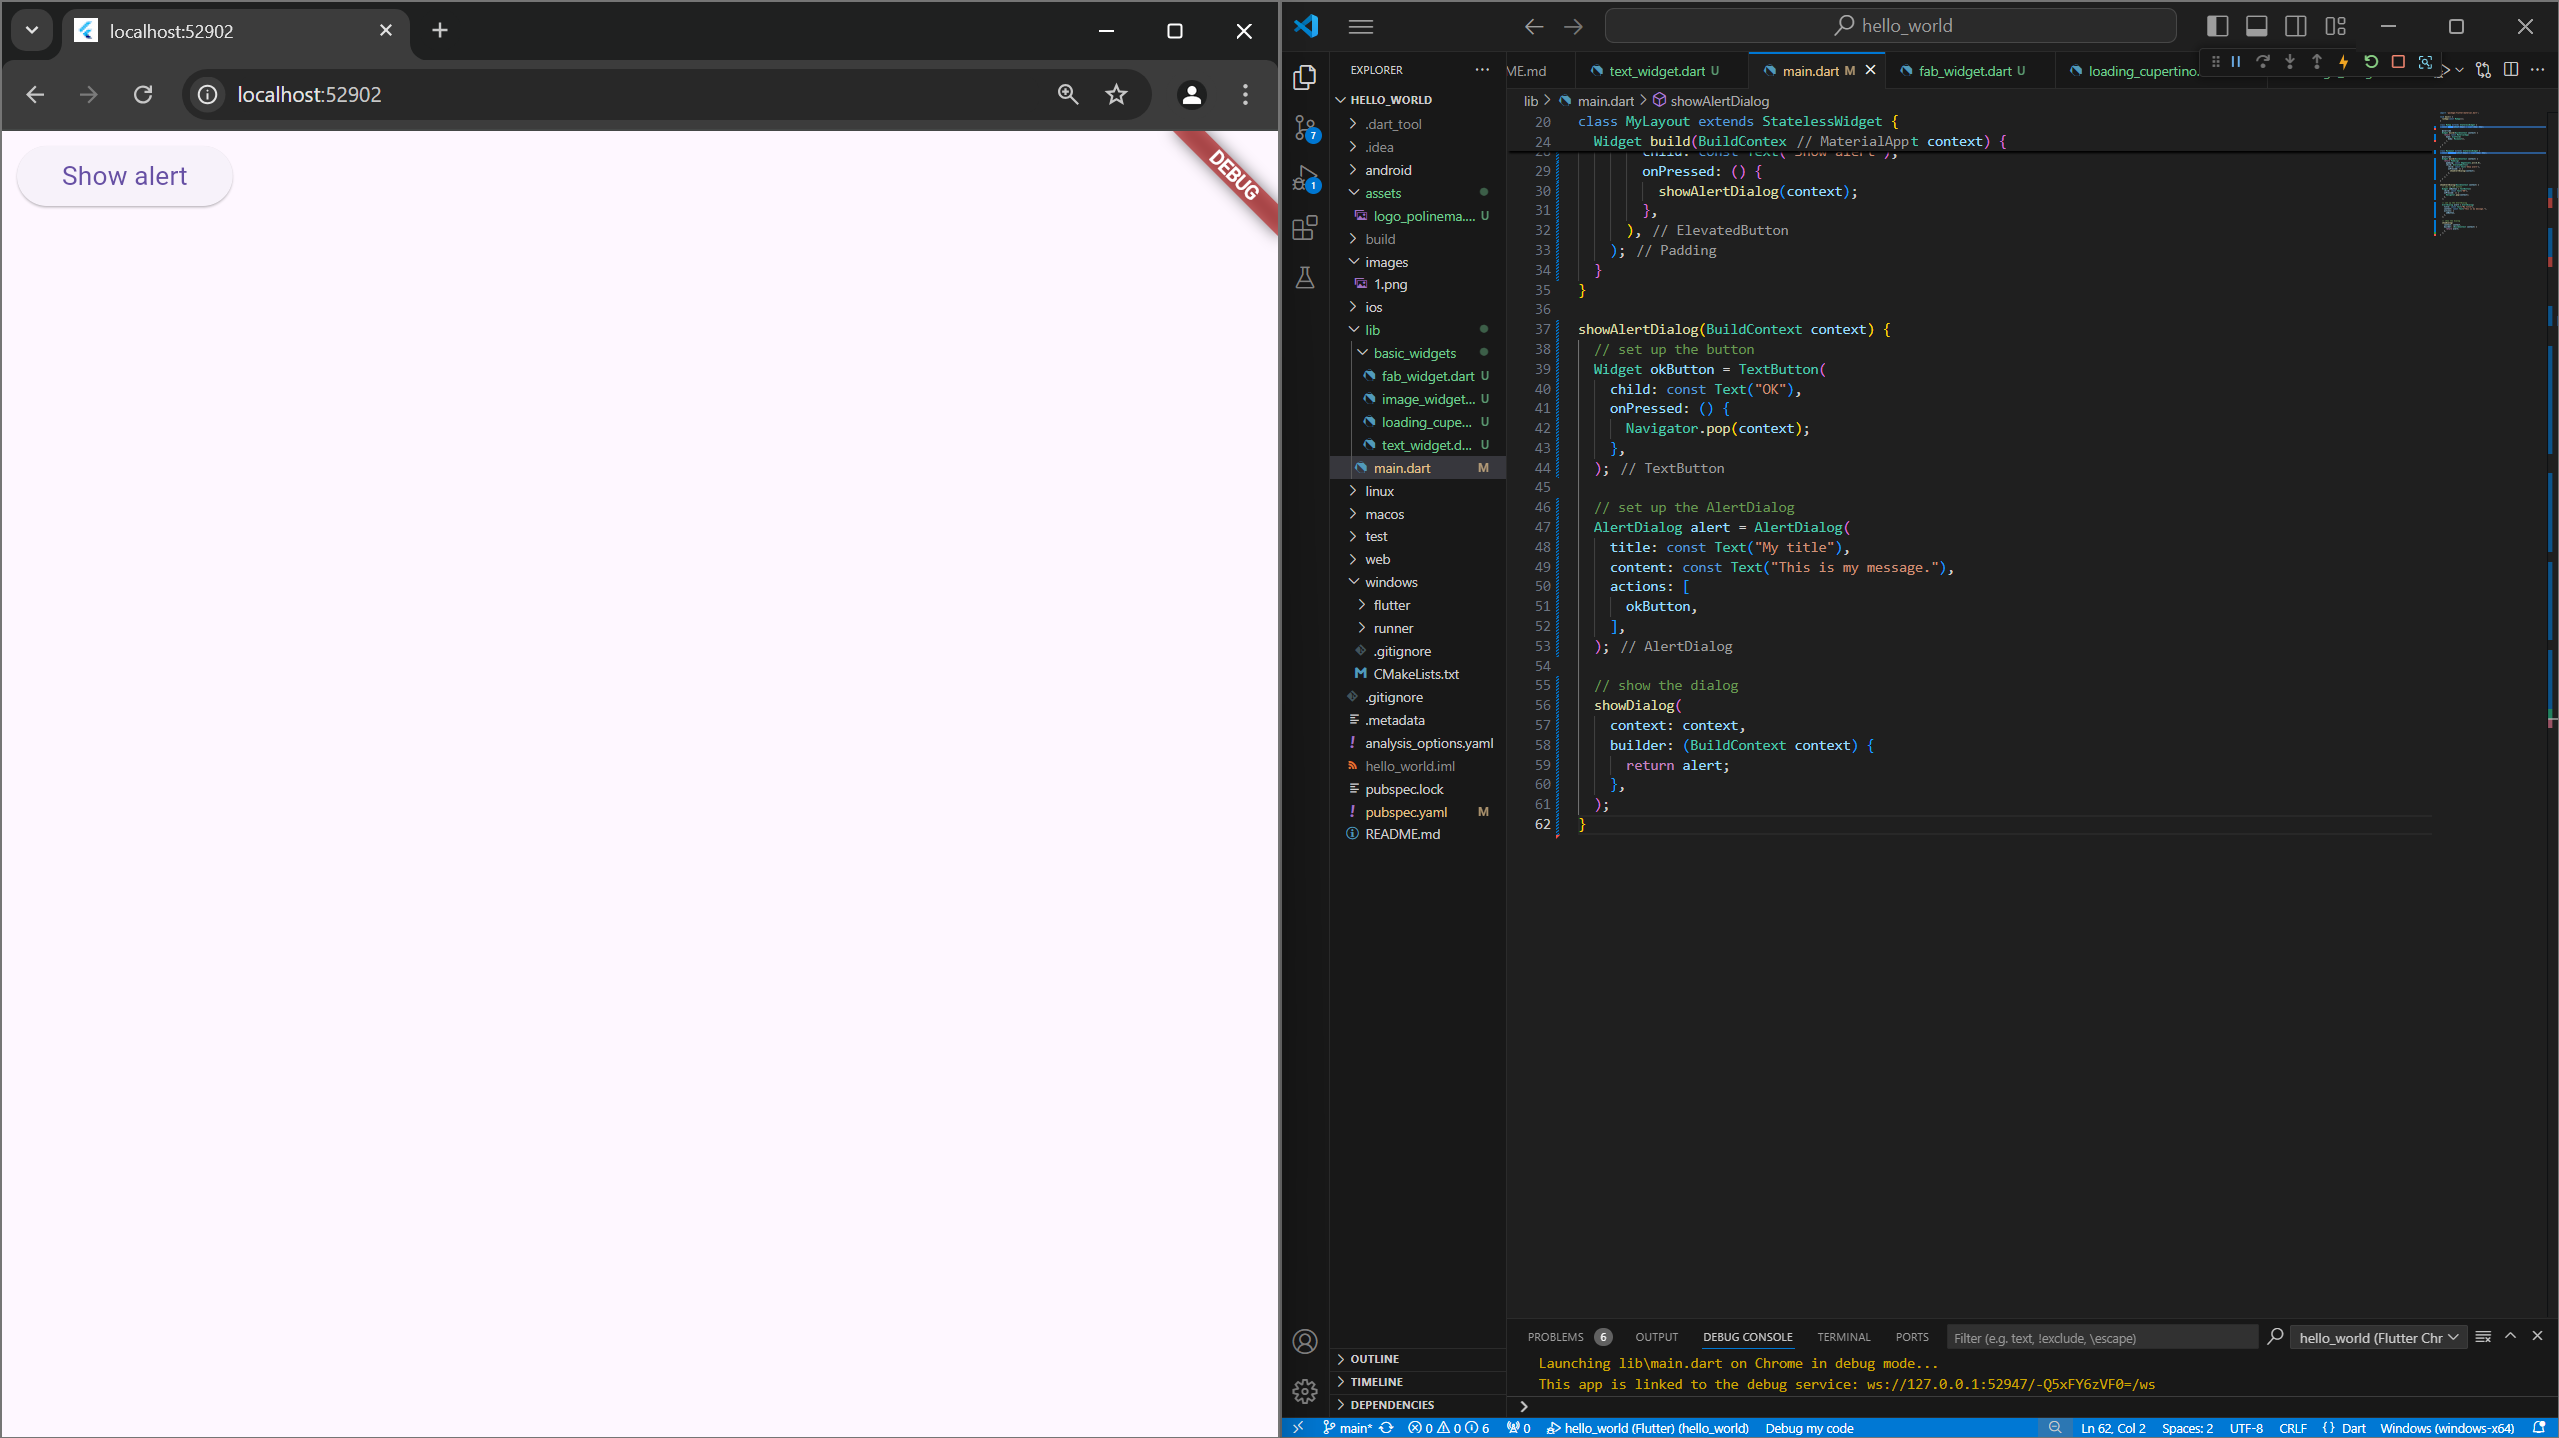 localhost:52902
localhost:52902
Show alert
DEBUG
hello_world
EXPLORER
HELLO_WORLD
.dart_tool
.idea
android
assets
logo_polinema.... U
build
images
1.png
ios
lib
basic_widgets
fab_widget.dart U
image_widget... U
loading_cupe... U
text_widget.d... U
main.dart M
linux
macos
test
web
windows
flutter
runner
.gitignore
CMakeLists.txt
.gitignore
.metadata
analysis_options.yaml
hello_world.iml
pubspec.lock
pubspec.yaml M
README.md
OUTLINE
TIMELINE
DEPENDENCIES
7
1
ME.md
text_widget.dart U
main.dart M
fab_widget.dart U
loading_cupertino.
lib > main.dart > showAlertDialog
20 class MyLayout extends StatelessWidget {
24 Widget build(BuildContex // MaterialAppt context) {
28 child: const Text('Show alert'),
29 onPressed: () {
30 showAlertDialog(context);
31 },
32 ), // ElevatedButton
33 ); // Padding
34 }
35 }
36
37 showAlertDialog(BuildContext context) {
38 // set up the button
39 Widget okButton = TextButton(
40 child: const Text("OK"),
41 onPressed: () {
42 Navigator.pop(context);
43 },
44 ); // TextButton
45
46 // set up the AlertDialog
47 AlertDialog alert = AlertDialog(
48 title: const Text("My title"),
49 content: const Text("This is my message."),
50 actions: [
51 okButton,
52 ],
53 ); // AlertDialog
54
55 // show the dialog
56 showDialog(
57 context: context,
58 builder: (BuildContext context) {
59 return alert;
60 },
61 );
62 }
PROBLEMS 6 OUTPUT DEBUG CONSOLE TERMINAL PORTS Filter (e.g. text, !exclude, \escape) hello_world (Flutter Chr
Launching lib\main.dart on Chrome in debug mode...
This app is linked to the debug service: ws://127.0.0.1:52947/-Q5xFY6zVF0=/ws
main* 0 0 6 0 hello_world (Flutter) (hello_world) Debug my code Ln 62, Col 2 Spaces: 2 UTF-8 CRLF {} Dart Windows (windows-x64)